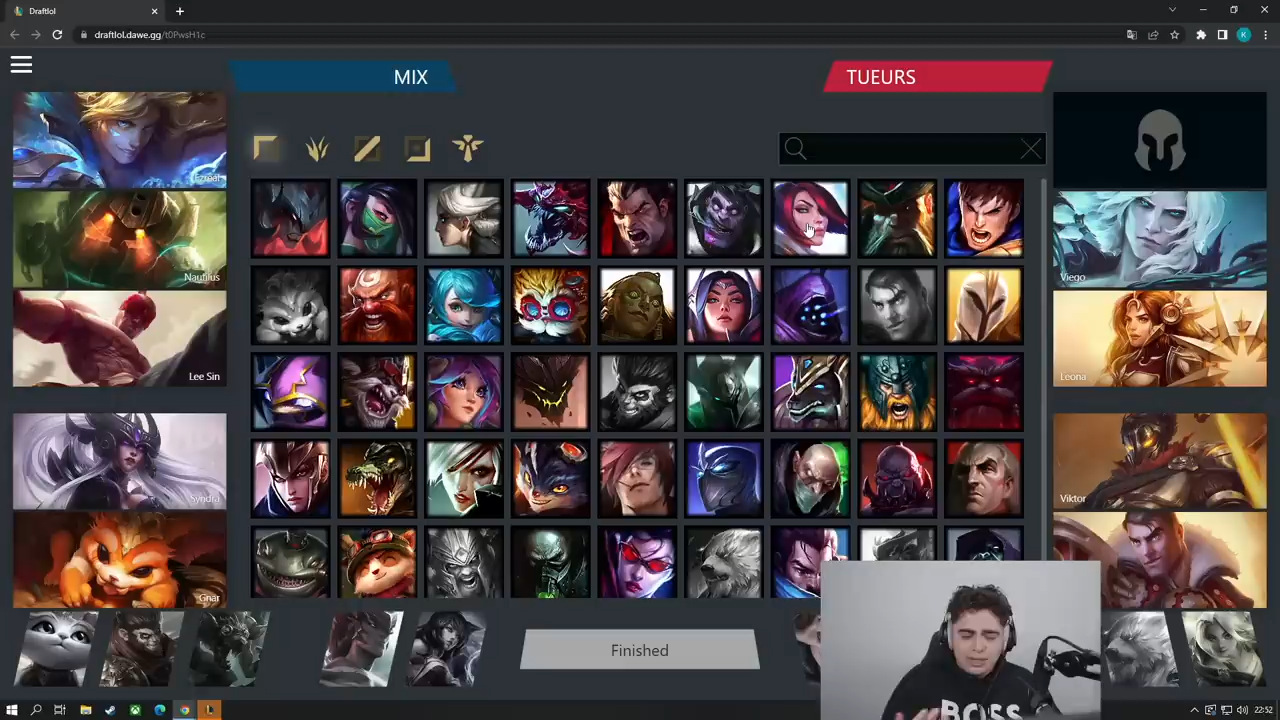 Draftlol
draftlol.dawe.gg/t0PwsH1c
K
MIX
TUEURS
Ezreal
Nautilus
Lee Sin
Syndra
Gnar
Viego
Leona
Viktor
Finished
BOSS
22:52